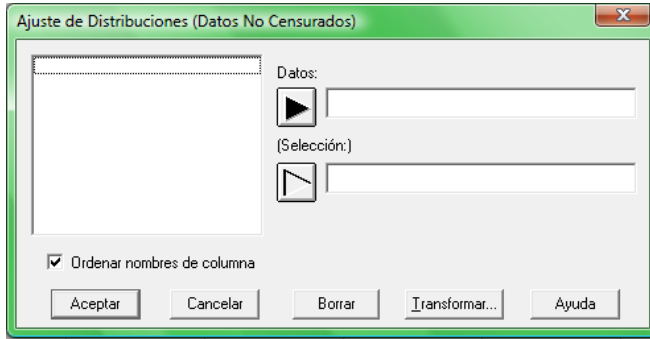 Ajuste de Distribuciones (Datos No Censurados)
Datos:
(Selección:)
Ordenar nombres de columna
Aceptar
Cancelar
Borrar
Transformar...
Ayuda